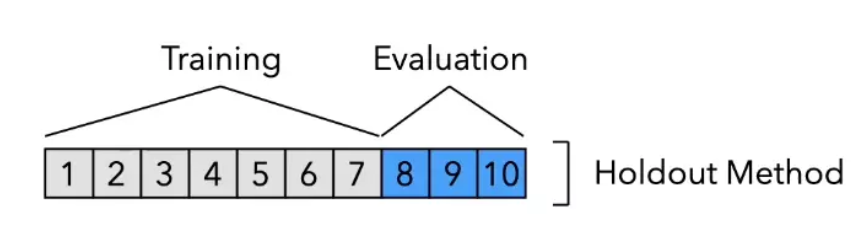 Training Evaluation
1 2 3 4 5 6 7 8 9 10 Holdout Method